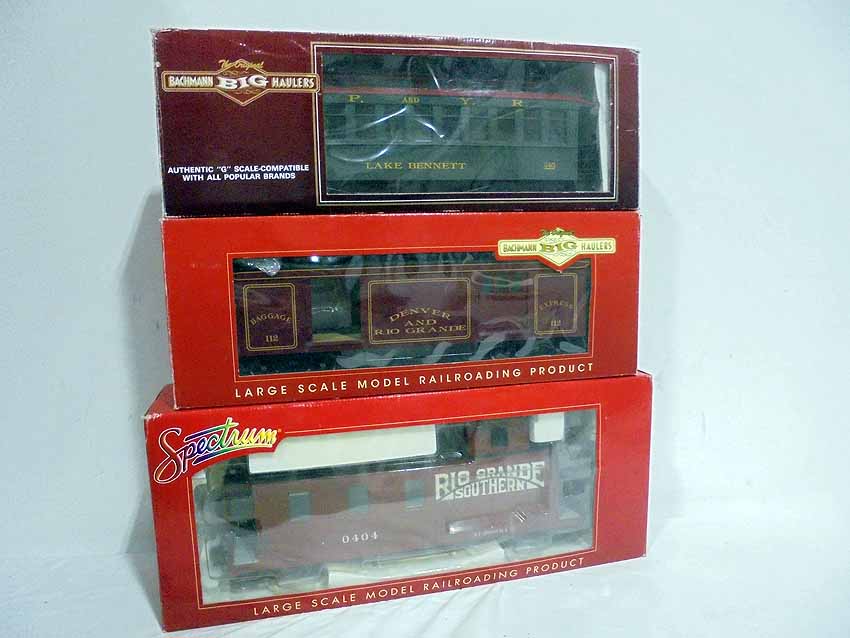 The Original
BACHMANN BIG HAULERS
P. AND Y. R
LAKE BENNETT
AUTHENTIC "G" SCALE-COMPATIBLE
WITH ALL POPULAR BRANDS
BACHMANN BIG HAULERS
BAGGAGE
112
DENVER
AND
RIO GRANDE
EXPRESS
112
LARGE SCALE MODEL RAILROADING PRODUCT
Spectrum
RIO GRANDE
SOUTHERN
0404
LARGE SCALE MODEL RAILROADING PRODUCT